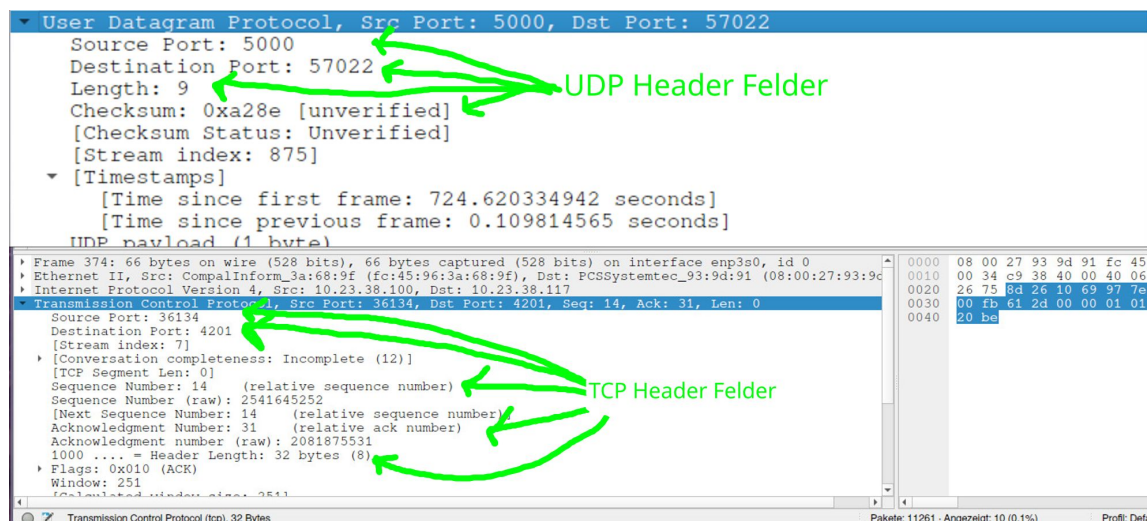 User Datagram Protocol, Src Port: 5000, Dst Port: 57022
Source Port: 5000
Destination Port: 57022
Length: 9
UDP Header Felder
Checksum: 0xa28e [unverified]
[Checksum Status: Unverified]
[Stream index: 875]
[Timestamps]
[Time since first frame: 724.620334942 seconds]
[Time since previous frame: 0.109814565 seconds]
UDP payload (1 byte)
Frame 374: 66 bytes on wire (528 bits), 66 bytes captured (528 bits) on interface enp3s0, id 0
Ethernet II, Src: CompalInform_3a:68:9f (fc:45:96:3a:68:9f), Dst: PCSSystemtec_93:9d:91 (08:00:27:93:9
Internet Protocol Version 4, Src: 10.23.38.100, Dst: 10.23.38.117
Transmission Control Protocol, Src Port: 36134, Dst Port: 4201, Seq: 14, Ack: 31, Len: 0
Source Port: 36134
Destination Port: 4201
[Stream index: 7]
[Conversation completeness: Incomplete (12)]
[TCP Segment Len: 0]
Sequence Number: 14 (relative sequence number)
Sequence Number (raw): 2541645252
[Next Sequence Number: 14 (relative sequence number)]
Acknowledgment Number: 31 (relative ack number)
Acknowledgment number (raw): 2081875531
1000 .... = Header Length: 32 bytes (8)
Flags: 0x010 (ACK)
Window: 251
[Calculated window size: 251]
TCP Header Felder
0000 08 00 27 93 9d 91 fc 45
0010 00 34 c9 38 40 00 40 06
0020 26 75 8d 26 10 69 97 7e
0030 00 fb 61 2d 00 00 01 01
0040 20 be
Transmission Control Protocol (tcp), 32 Bytes
Pakete: 11261 · Angezeigt: 10 (0.1%)
Profil: